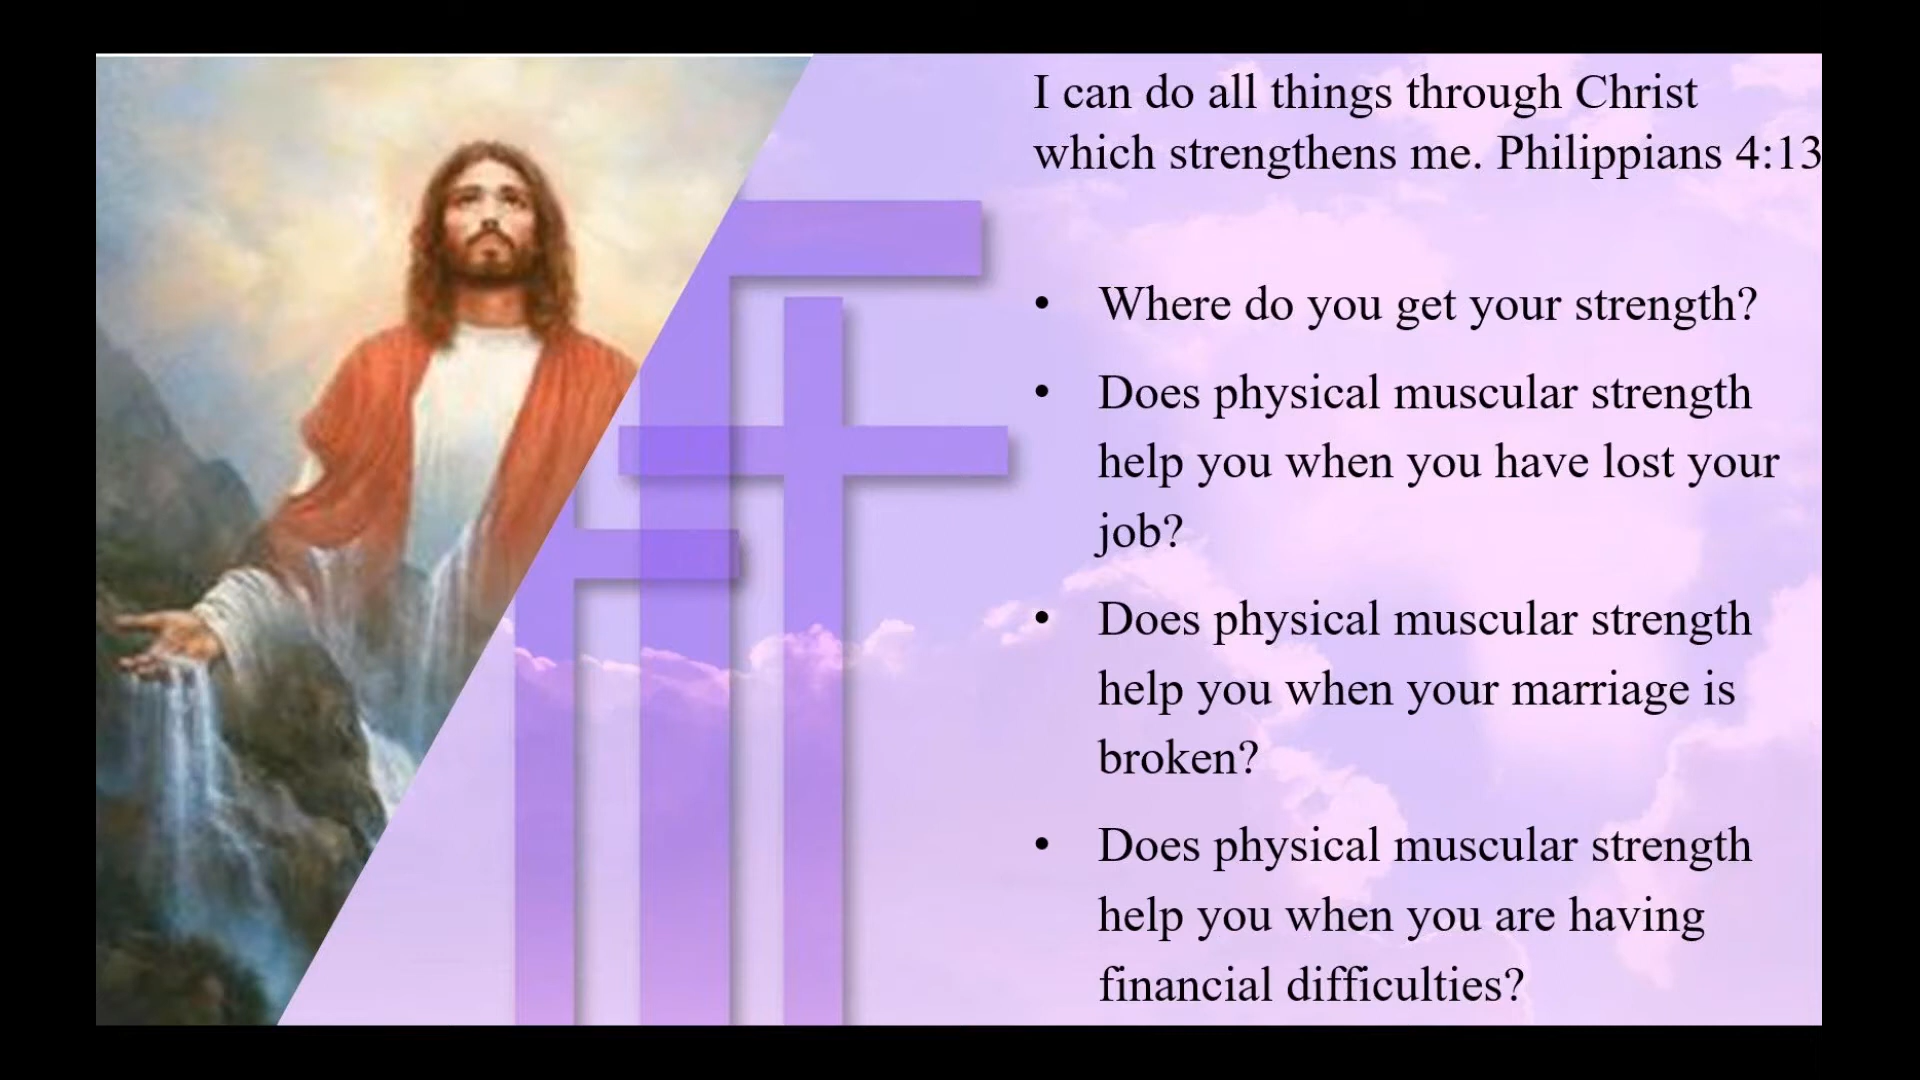 I can do all things through Christ
which strengthens me. Philippians 4:13
• Where do you get your strength?
• Does physical muscular strength
help you when you have lost your
job?
• Does physical muscular strength
help you when your marriage is
broken?
• Does physical muscular strength
help you when you are having
financial difficulties?